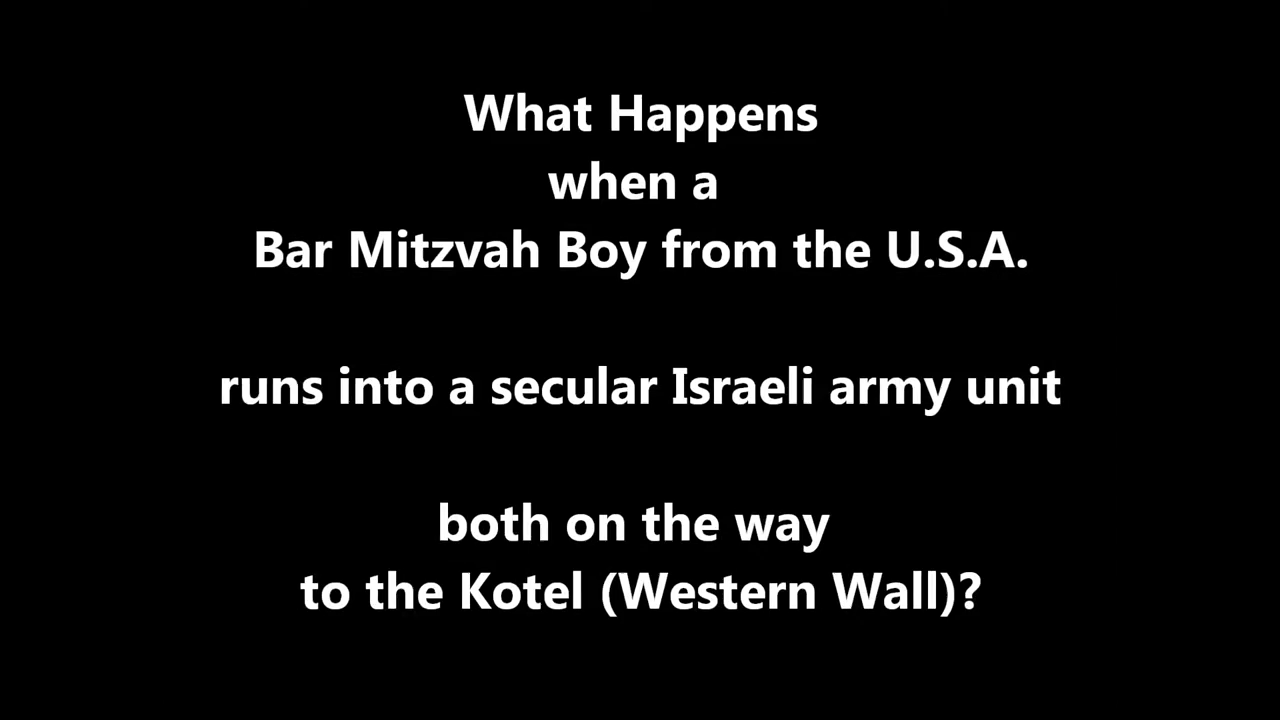 What Happens
when a
Bar Mitzvah Boy from the U.S.A.
runs into a secular Israeli army unit
both on the way
to the Kotel (Western Wall)?